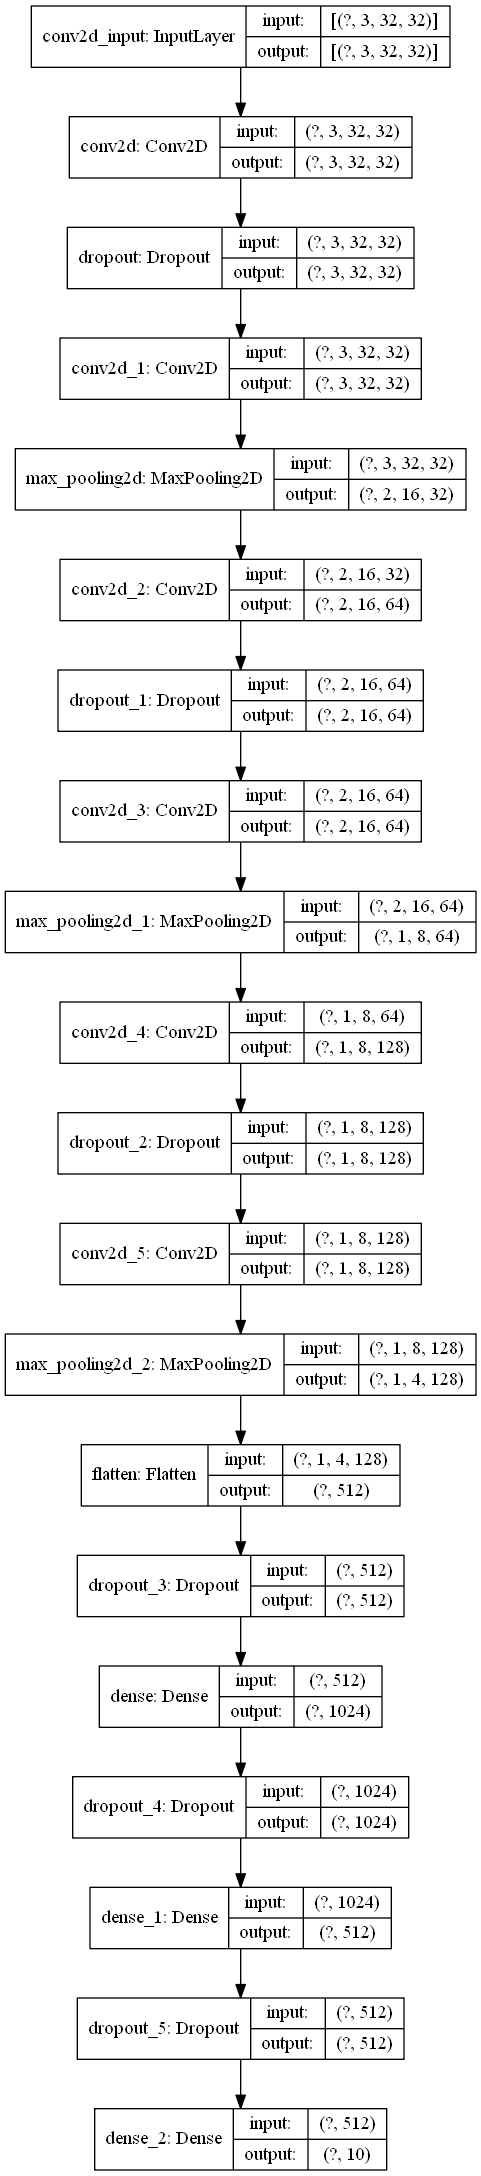 conv2d_input: InputLayer
input:
[(?, 3, 32, 32)]
output:
[(?, 3, 32, 32)]
conv2d: Conv2D
input:
(?, 3, 32, 32)
output:
(?, 3, 32, 32)
dropout: Dropout
input:
(?, 3, 32, 32)
output:
(?, 3, 32, 32)
conv2d_1: Conv2D
input:
(?, 3, 32, 32)
output:
(?, 3, 32, 32)
max_pooling2d: MaxPooling2D
input:
(?, 3, 32, 32)
output:
(?, 2, 16, 32)
conv2d_2: Conv2D
input:
(?, 2, 16, 32)
output:
(?, 2, 16, 64)
dropout_1: Dropout
input:
(?, 2, 16, 64)
output:
(?, 2, 16, 64)
conv2d_3: Conv2D
input:
(?, 2, 16, 64)
output:
(?, 2, 16, 64)
max_pooling2d_1: MaxPooling2D
input:
(?, 2, 16, 64)
output:
(?, 1, 8, 64)
conv2d_4: Conv2D
input:
(?, 1, 8, 64)
output:
(?, 1, 8, 128)
dropout_2: Dropout
input:
(?, 1, 8, 128)
output:
(?, 1, 8, 128)
conv2d_5: Conv2D
input:
(?, 1, 8, 128)
output:
(?, 1, 8, 128)
max_pooling2d_2: MaxPooling2D
input:
(?, 1, 8, 128)
output:
(?, 1, 4, 128)
flatten: Flatten
input:
(?, 1, 4, 128)
output:
(?, 512)
dropout_3: Dropout
input:
(?, 512)
output:
(?, 512)
dense: Dense
input:
(?, 512)
output:
(?, 1024)
dropout_4: Dropout
input:
(?, 1024)
output:
(?, 1024)
dense_1: Dense
input:
(?, 1024)
output:
(?, 512)
dropout_5: Dropout
input:
(?, 512)
output:
(?, 512)
dense_2: Dense
input:
(?, 512)
output:
(?, 10)